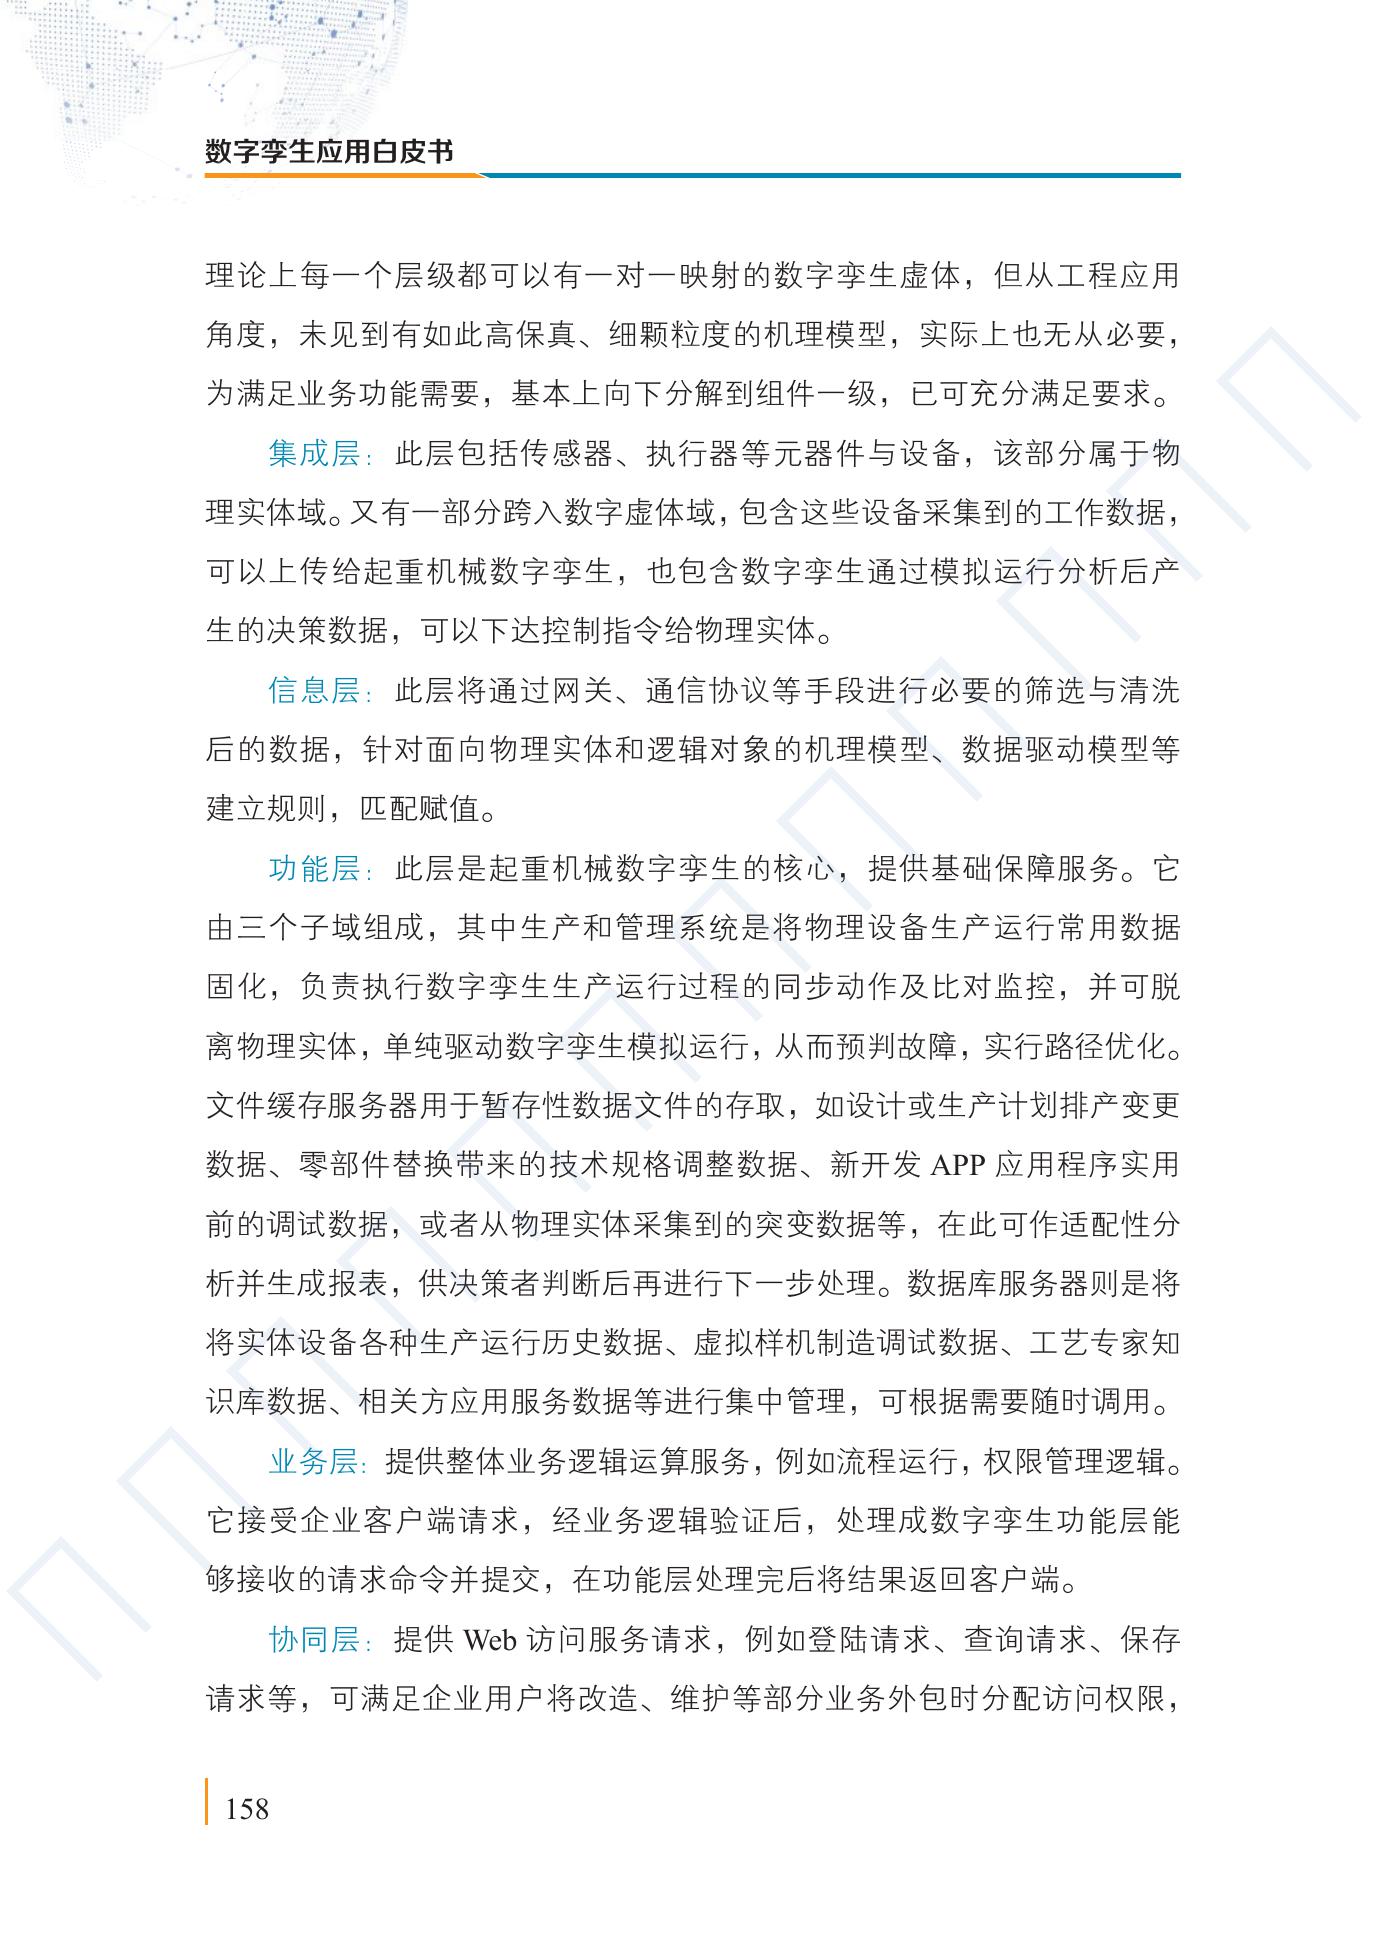 数字孪生应用白皮书
理论上每一个层级都可以有一对一映射的数字孪生虚体，但从工程应用
角度，未见到有如此高保真、细颗粒度的机理模型，实际上也无从必要，
为满足业务功能需要，基本上向下分解到组件一级，已可充分满足要求。
集成层：此层包括传感器、执行器等元器件与设备，该部分属于物
理实体域。又有一部分跨入数字虚体域，包含这些设备采集到的工作数据，
可以上传给起重机械数字孪生，也包含数字孪生通过模拟运行分析后产
生的决策数据，可以下达控制指令给物理实体。
信息层：此层将通过网关、通信协议等手段进行必要的筛选与清洗
后的数据，针对面向物理实体和逻辑对象的机理模型、数据驱动模型等
建立规则，匹配赋值。
功能层：此层是起重机械数字孪生的核心，提供基础保障服务。它
由三个子域组成，其中生产和管理系统是将物理设备生产运行常用数据
固化，负责执行数字孪生生产运行过程的同步动作及比对监控，并可脱
离物理实体，单纯驱动数字孪生模拟运行，从而预判故障，实行路径优化。
文件缓存服务器用于暂存性数据文件的存取，如设计或生产计划排产变更
数据、零部件替换带来的技术规格调整数据、新开发 APP 应用程序实用
前的调试数据，或者从物理实体采集到的突变数据等，在此可作适配性分
析并生成报表，供决策者判断后再进行下一步处理。数据库服务器则是将
将实体设备各种生产运行历史数据、虚拟样机制造调试数据、工艺专家知
识库数据、相关方应用服务数据等进行集中管理，可根据需要随时调用。
业务层：提供整体业务逻辑运算服务，例如流程运行，权限管理逻辑。
它接受企业客户端请求，经业务逻辑验证后，处理成数字孪生功能层能
够接收的请求命令并提交，在功能层处理完后将结果返回客户端。
协同层：提供 Web 访问服务请求，例如登陆请求、查询请求、保存
请求等，可满足企业用户将改造、维护等部分业务外包时分配访问权限，
158